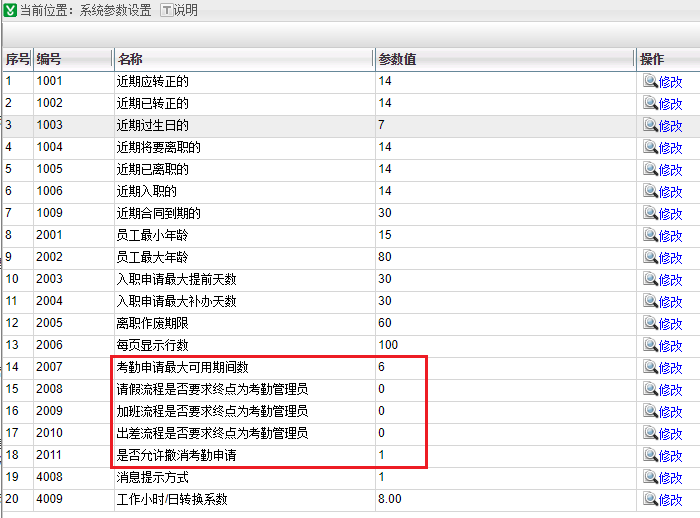 当前位置：系统参数设置 T说明
序号 编号 名称 参数值 操作
1 1001 近期应转正的 14 修改
2 1002 近期已转正的 14 修改
3 1003 近期过生日的 7 修改
4 1004 近期将要离职的 14 修改
5 1005 近期已离职的 14 修改
6 1006 近期入职的 14 修改
7 1009 近期合同到期的 30 修改
8 2001 员工最小年龄 15 修改
9 2002 员工最大年龄 80 修改
10 2003 入职申请最大提前天数 30 修改
11 2004 入职申请最大补办天数 30 修改
12 2005 离职作废期限 60 修改
13 2006 每页显示行数 100 修改
14 2007 考勤申请最大可用期间数 6 修改
15 2008 请假流程是否要求终点为考勤管理员 0 修改
16 2009 加班流程是否要求终点为考勤管理员 0 修改
17 2010 出差流程是否要求终点为考勤管理员 0 修改
18 2011 是否允许撤消考勤申请 1 修改
19 4008 消息提示方式 1 修改
20 4009 工作小时/日转换系数 8.00 修改